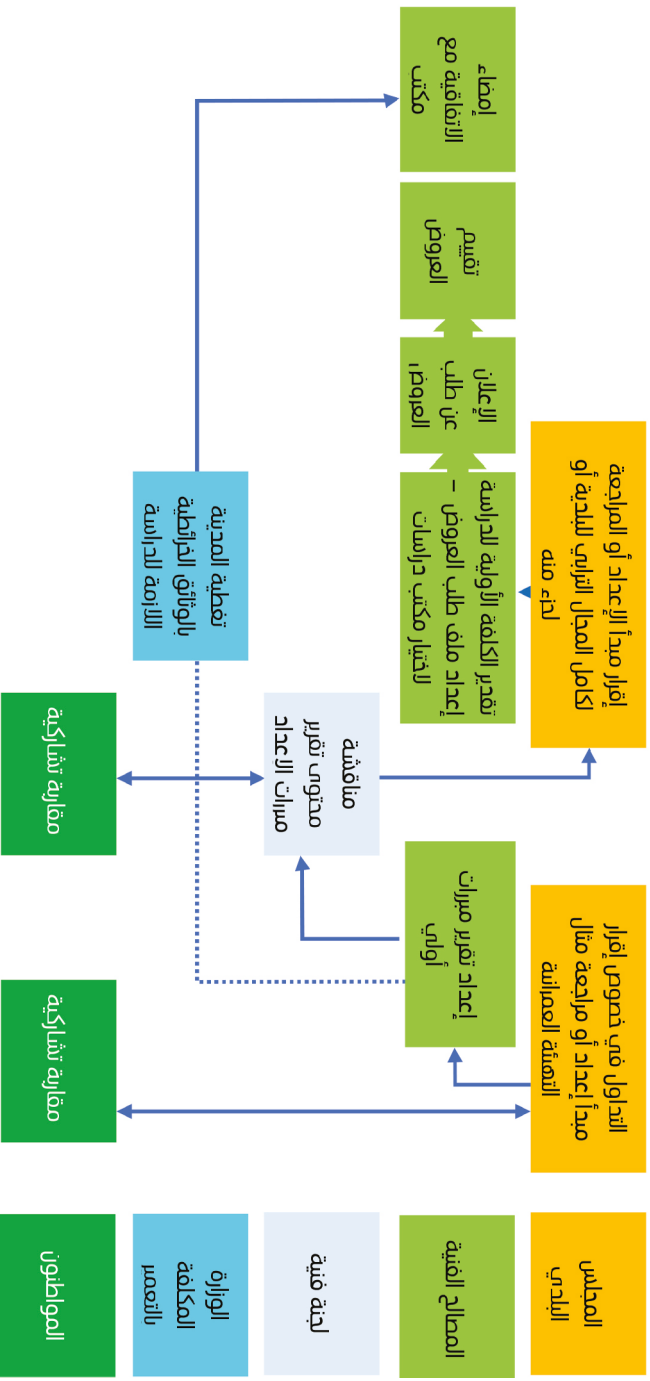 المجلس
البلدي
التداول في خصوص إقرار
مبدأ إعداد أو مراجعة مثال
التهيئة العمرانية
إقرار مبدأ الإعداد أو المراجعة
لكامل المجال الترابي للبلدية أو
لجزء منه
المصالح الفنية
إعداد تقرير مبررات
أولي
تقدير الكلفة الأولية للدراسة
إعداد ملف طلب العروض –
لاختيار مكتب دراسات
الإعلان
عن طلب
العروض
تقييم
العروض
إمضاء
الاتفاقية مع
مكتب
لجنة فنية
مناقشة
محتوى تقرير
مبررات الاعداد
الوزارة
المكلفة
بالتعمير
تغطية المدينة
بالوثائق الخرائطية
اللازمة للدراسة
المواطنون
مقاربة تشاركية
مقاربة تشاركية